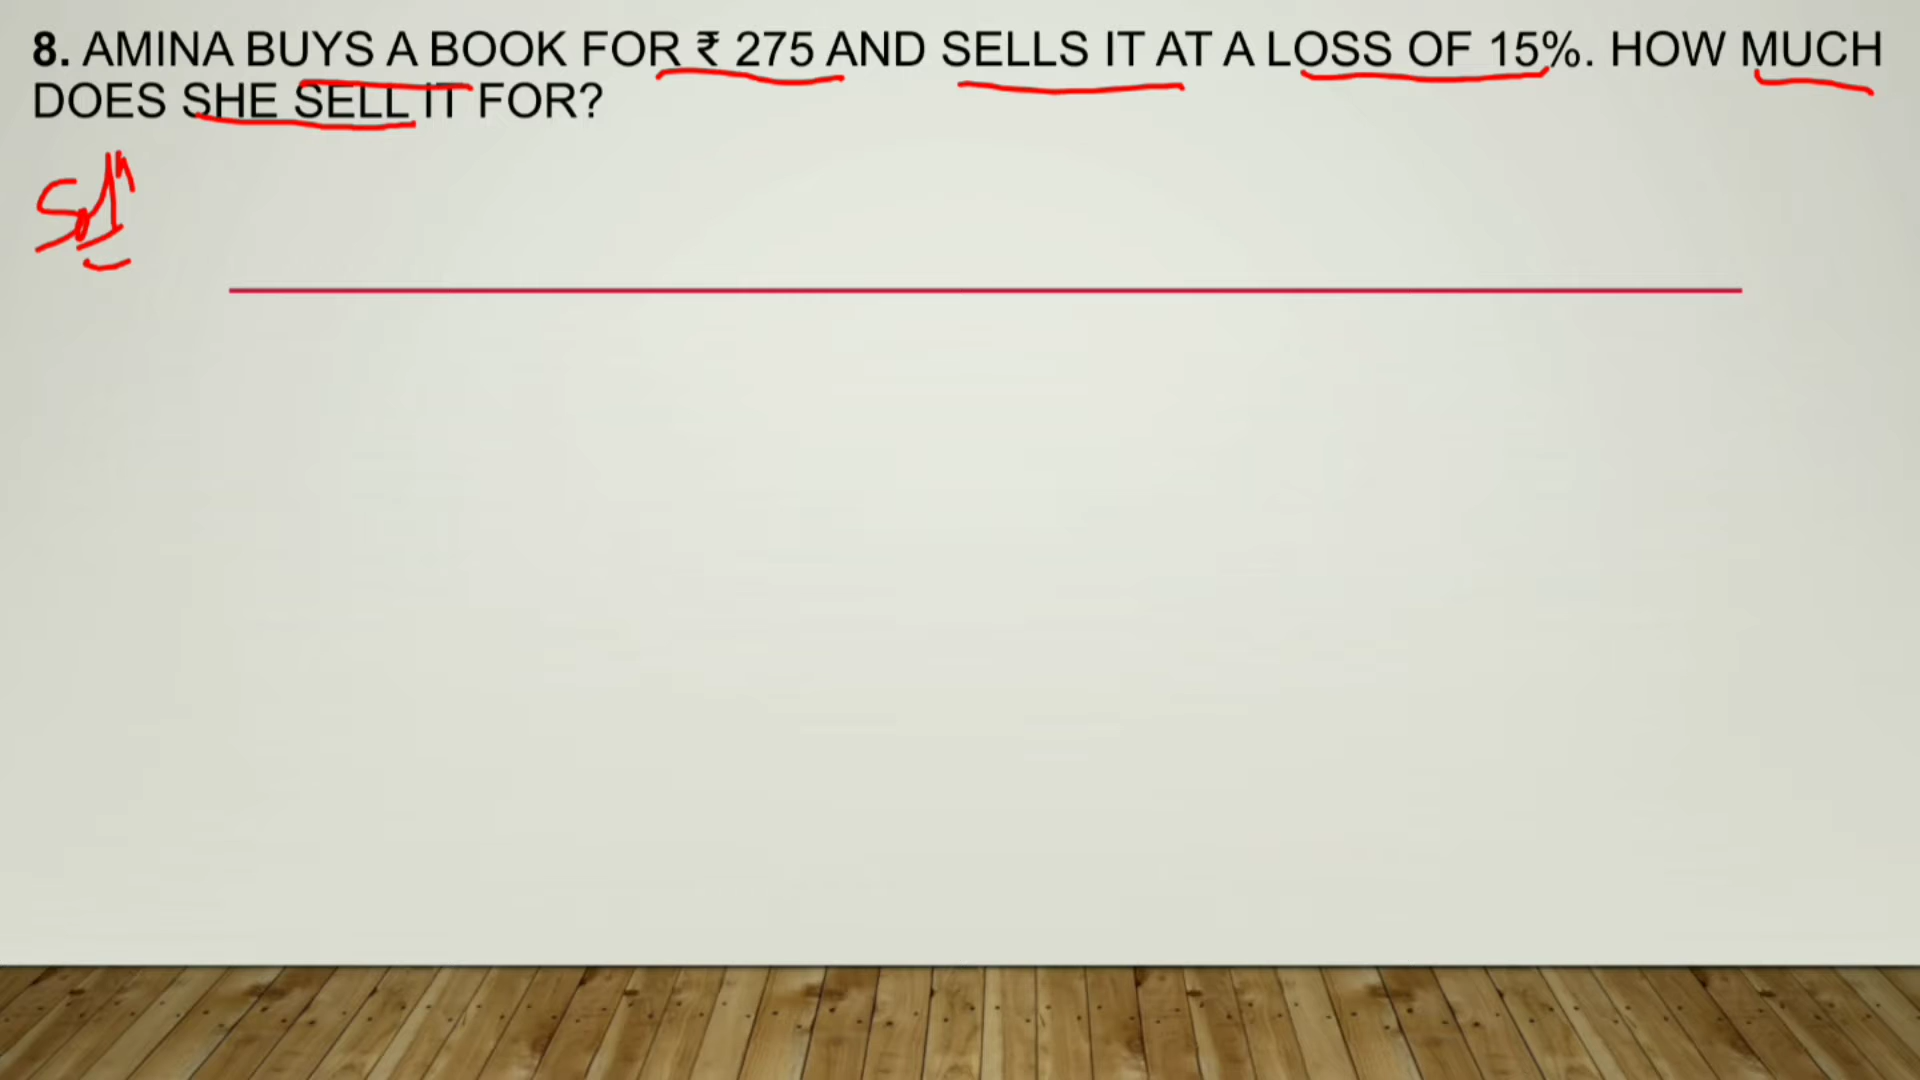 8. AMINA BUYS A BOOK FOR ₹ 275 AND SELLS IT AT A LOSS OF 15%. HOW MUCH
DOES SHE SELL IT FOR?
Solⁿ